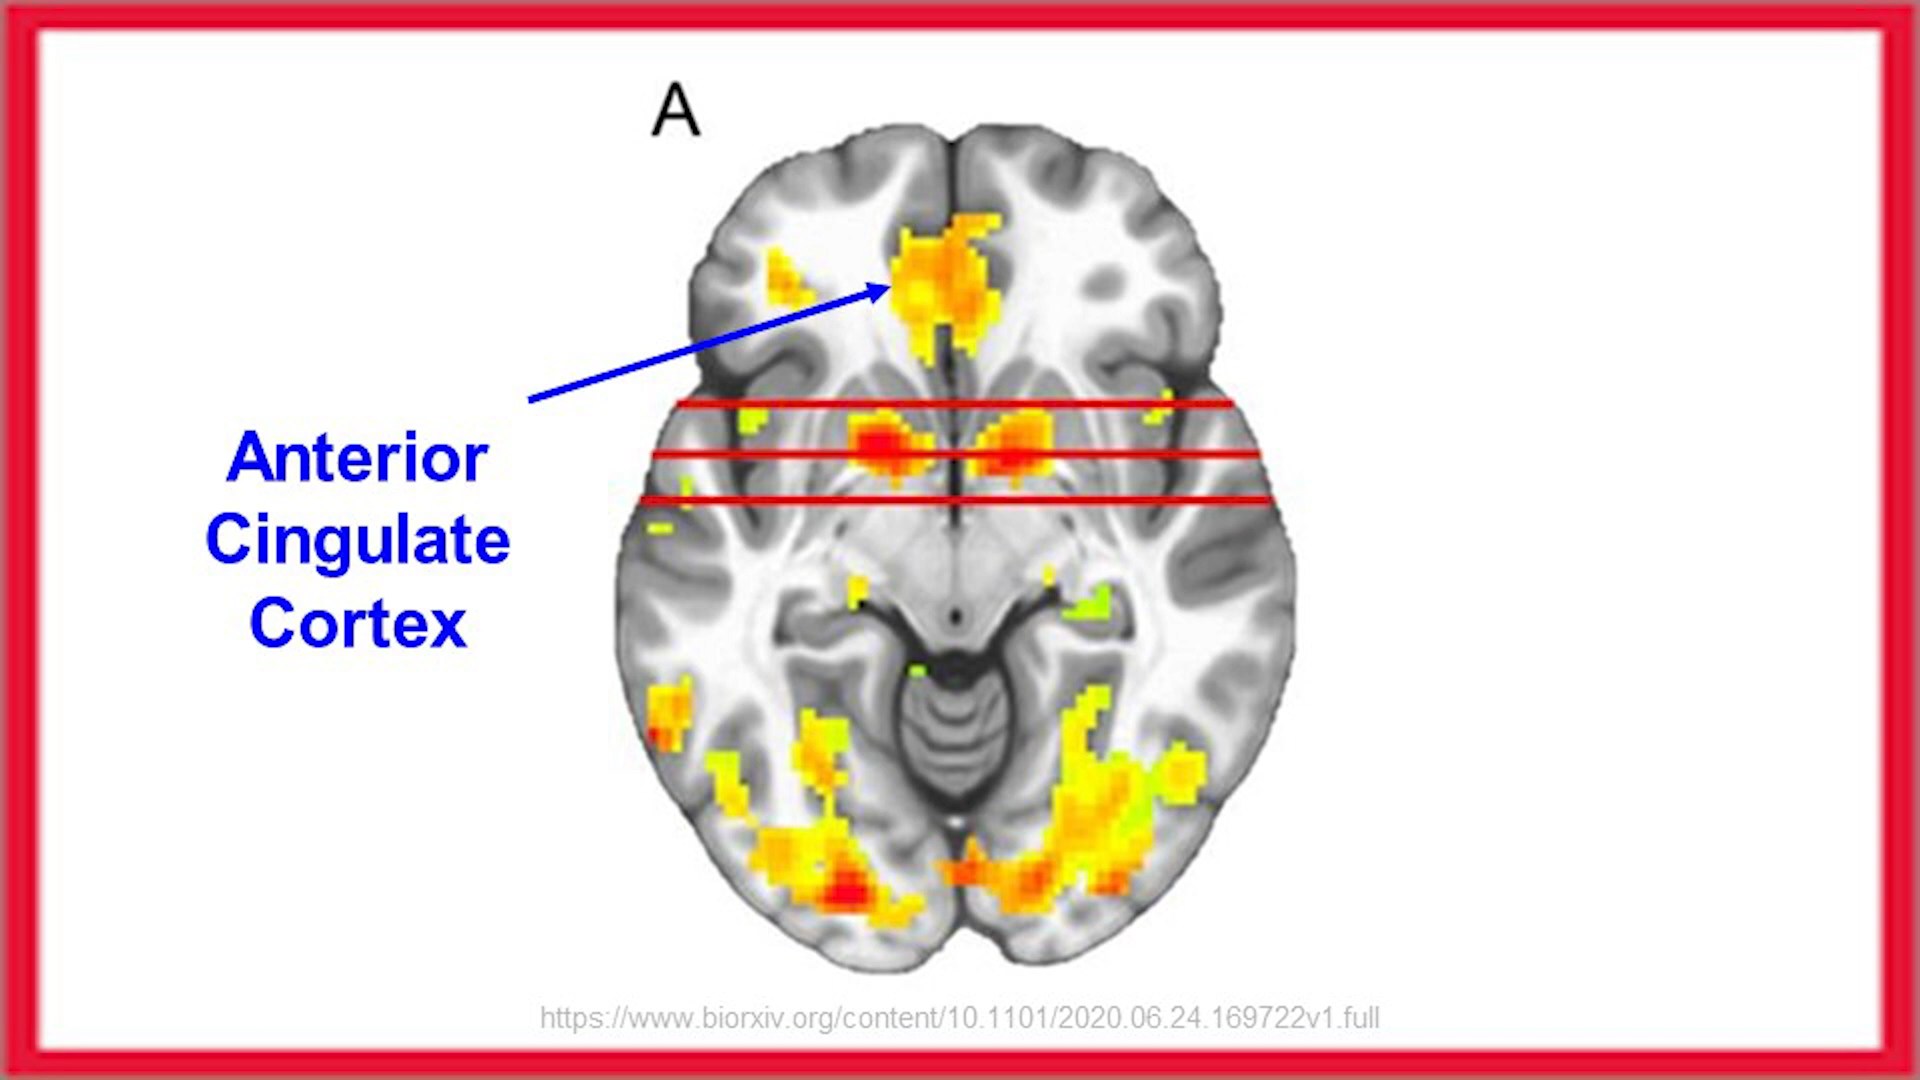 A
Anterior
Cingulate
Cortex
https://www.biorxiv.org/content/10.1101/2020.06.24.169722v1.full